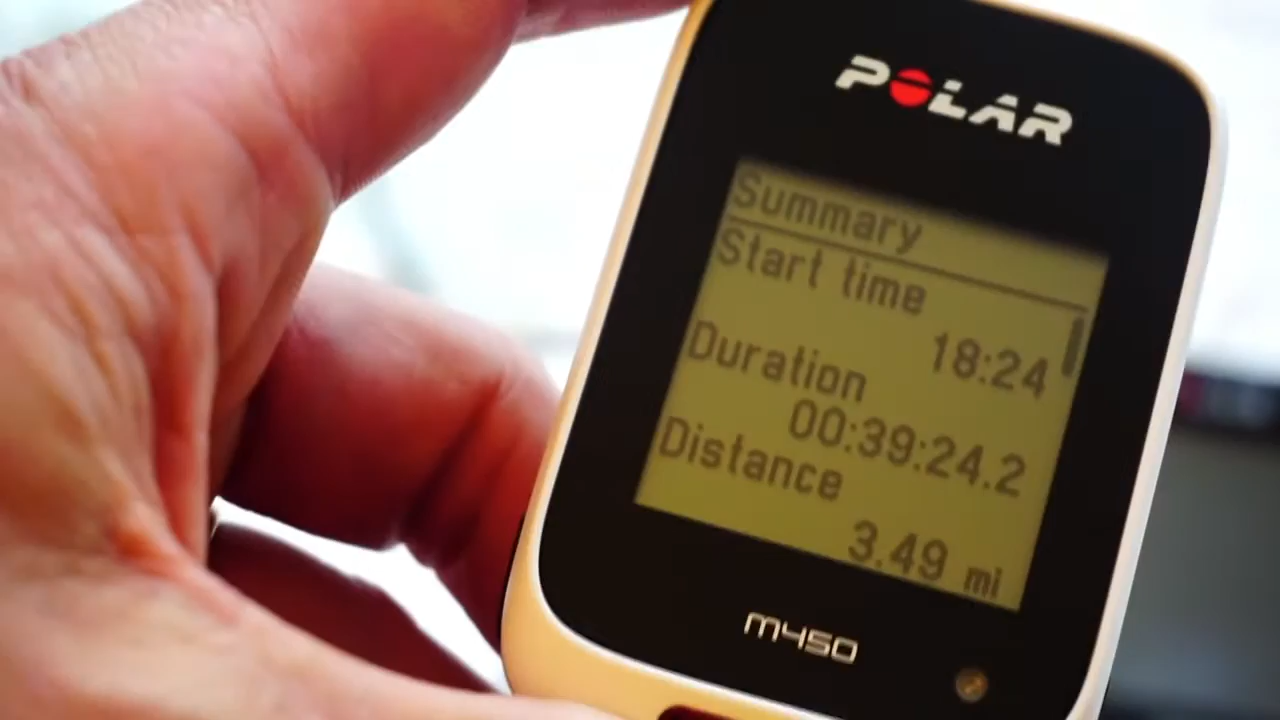 POLAR
Summary
Start time
18:24
Duration
00:39:24.2
Distance
3.49 mi
M450